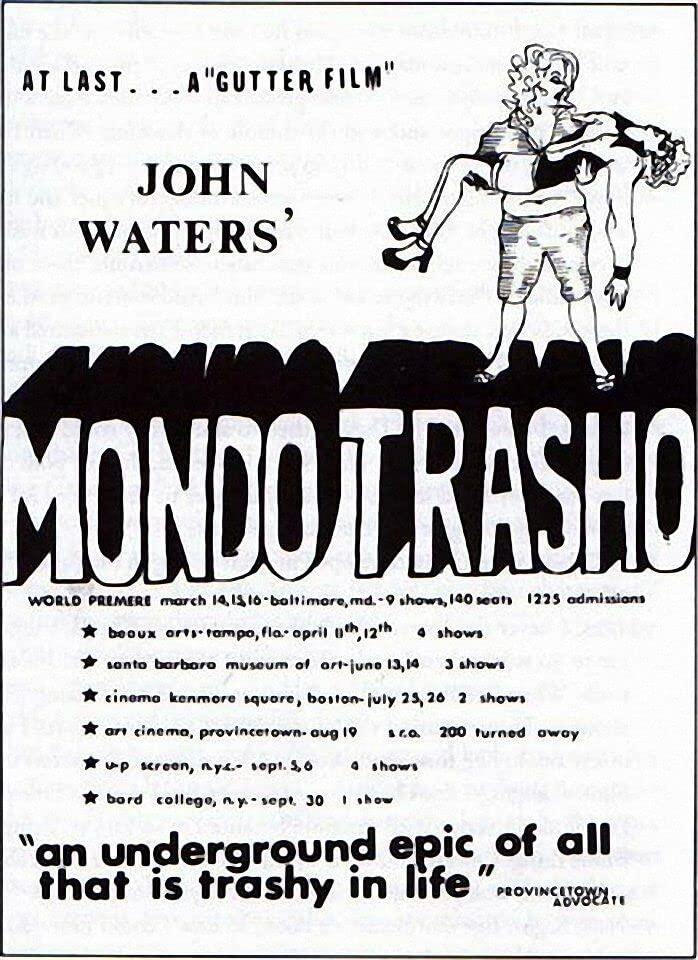 AT LAST. . . A "GUTTER FILM"
JOHN
WATERS'
MONDO TRASHO
WORLD PREMIERE march 14,15,16-baltimore,md.-9 shows,140 seats 1225 admissions
★ beaux arts-tampa,fla.-april 11th,12th 4 shows
★ santa barbara museum of art-june 13,14 3 shows
★ cinema kenmore square, boston-july 25, 26 2 shows
★ art cinema, provincetown-aug 19 s.r.o. 200 turned away
★ u-p screen, n.y.c.- sept. 5,6 4 shows
★ bard college, n.y.-sept. 30 1 show
"an underground epic of all
that is trashy in life,"
PROVINCETOWN
ADVOCATE